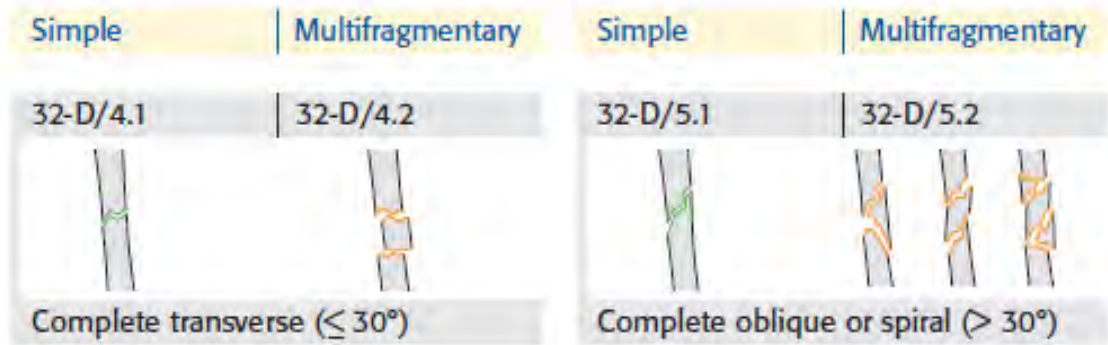 Simple | Multifragmentary Simple | Multifragmentary
32-D/4.1 | 32-D/4.2 32-D/5.1 | 32-D/5.2
Complete transverse (≤ 30°) Complete oblique or spiral (> 30°)